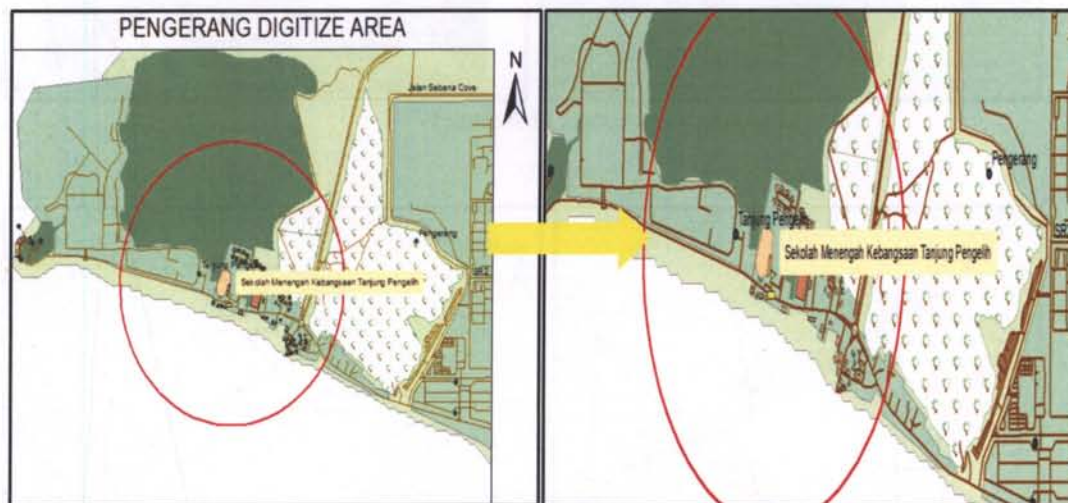 PENGERANG DIGITIZE AREA
N
Jalan Sebana Cove
Pengerang
Sekolah Menengah Kebangsaan Tanjung Pengelih
Pengerang
Tanjung Pengelih
Sekolah Menengah Kebangsaan Tanjung Pengelih